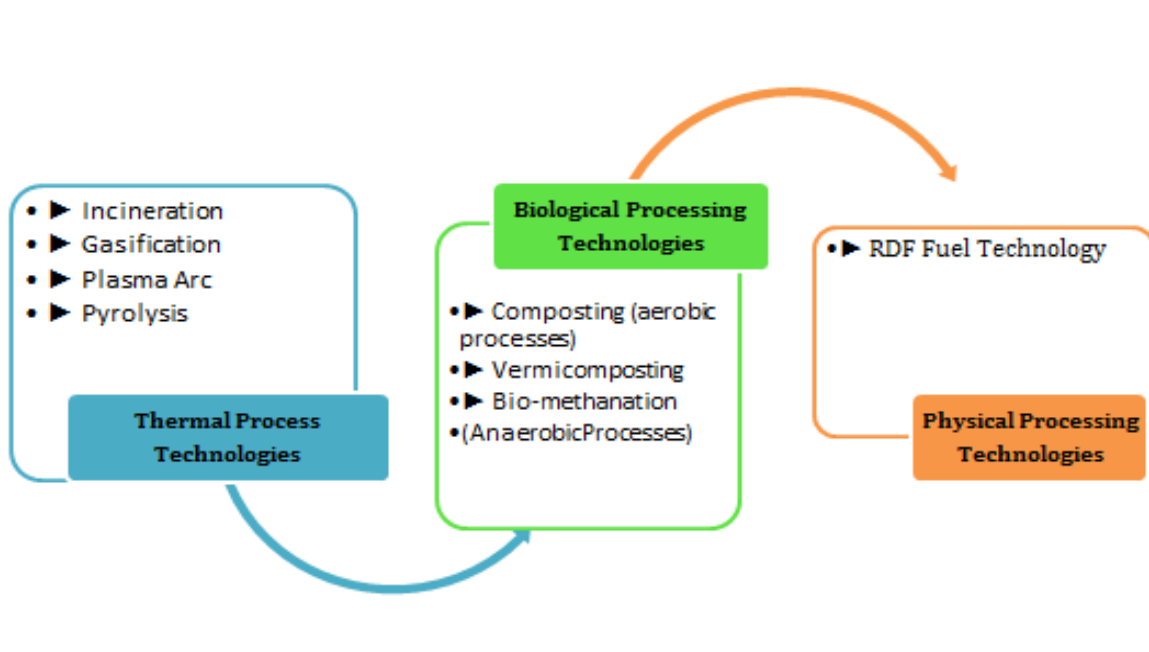 • ► Incineration
• ► Gasification
• ► Plasma Arc
• ► Pyrolysis
Thermal Process
Technologies
Biological Processing
Technologies
•► Composting (aerobic
processes)
•► Vermicomposting
•► Bio-methanation
•(AnaerobicProcesses)
•► RDF Fuel Technology
Physical Processing
Technologies